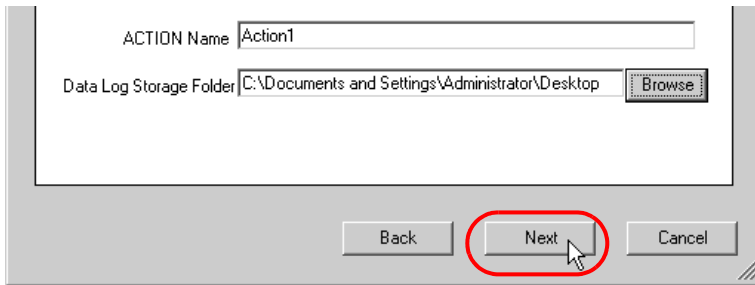 ACTION Name Action1
Data Log Storage Folder C:\Documents and Settings\Administrator\Desktop Browse
Back Next Cancel